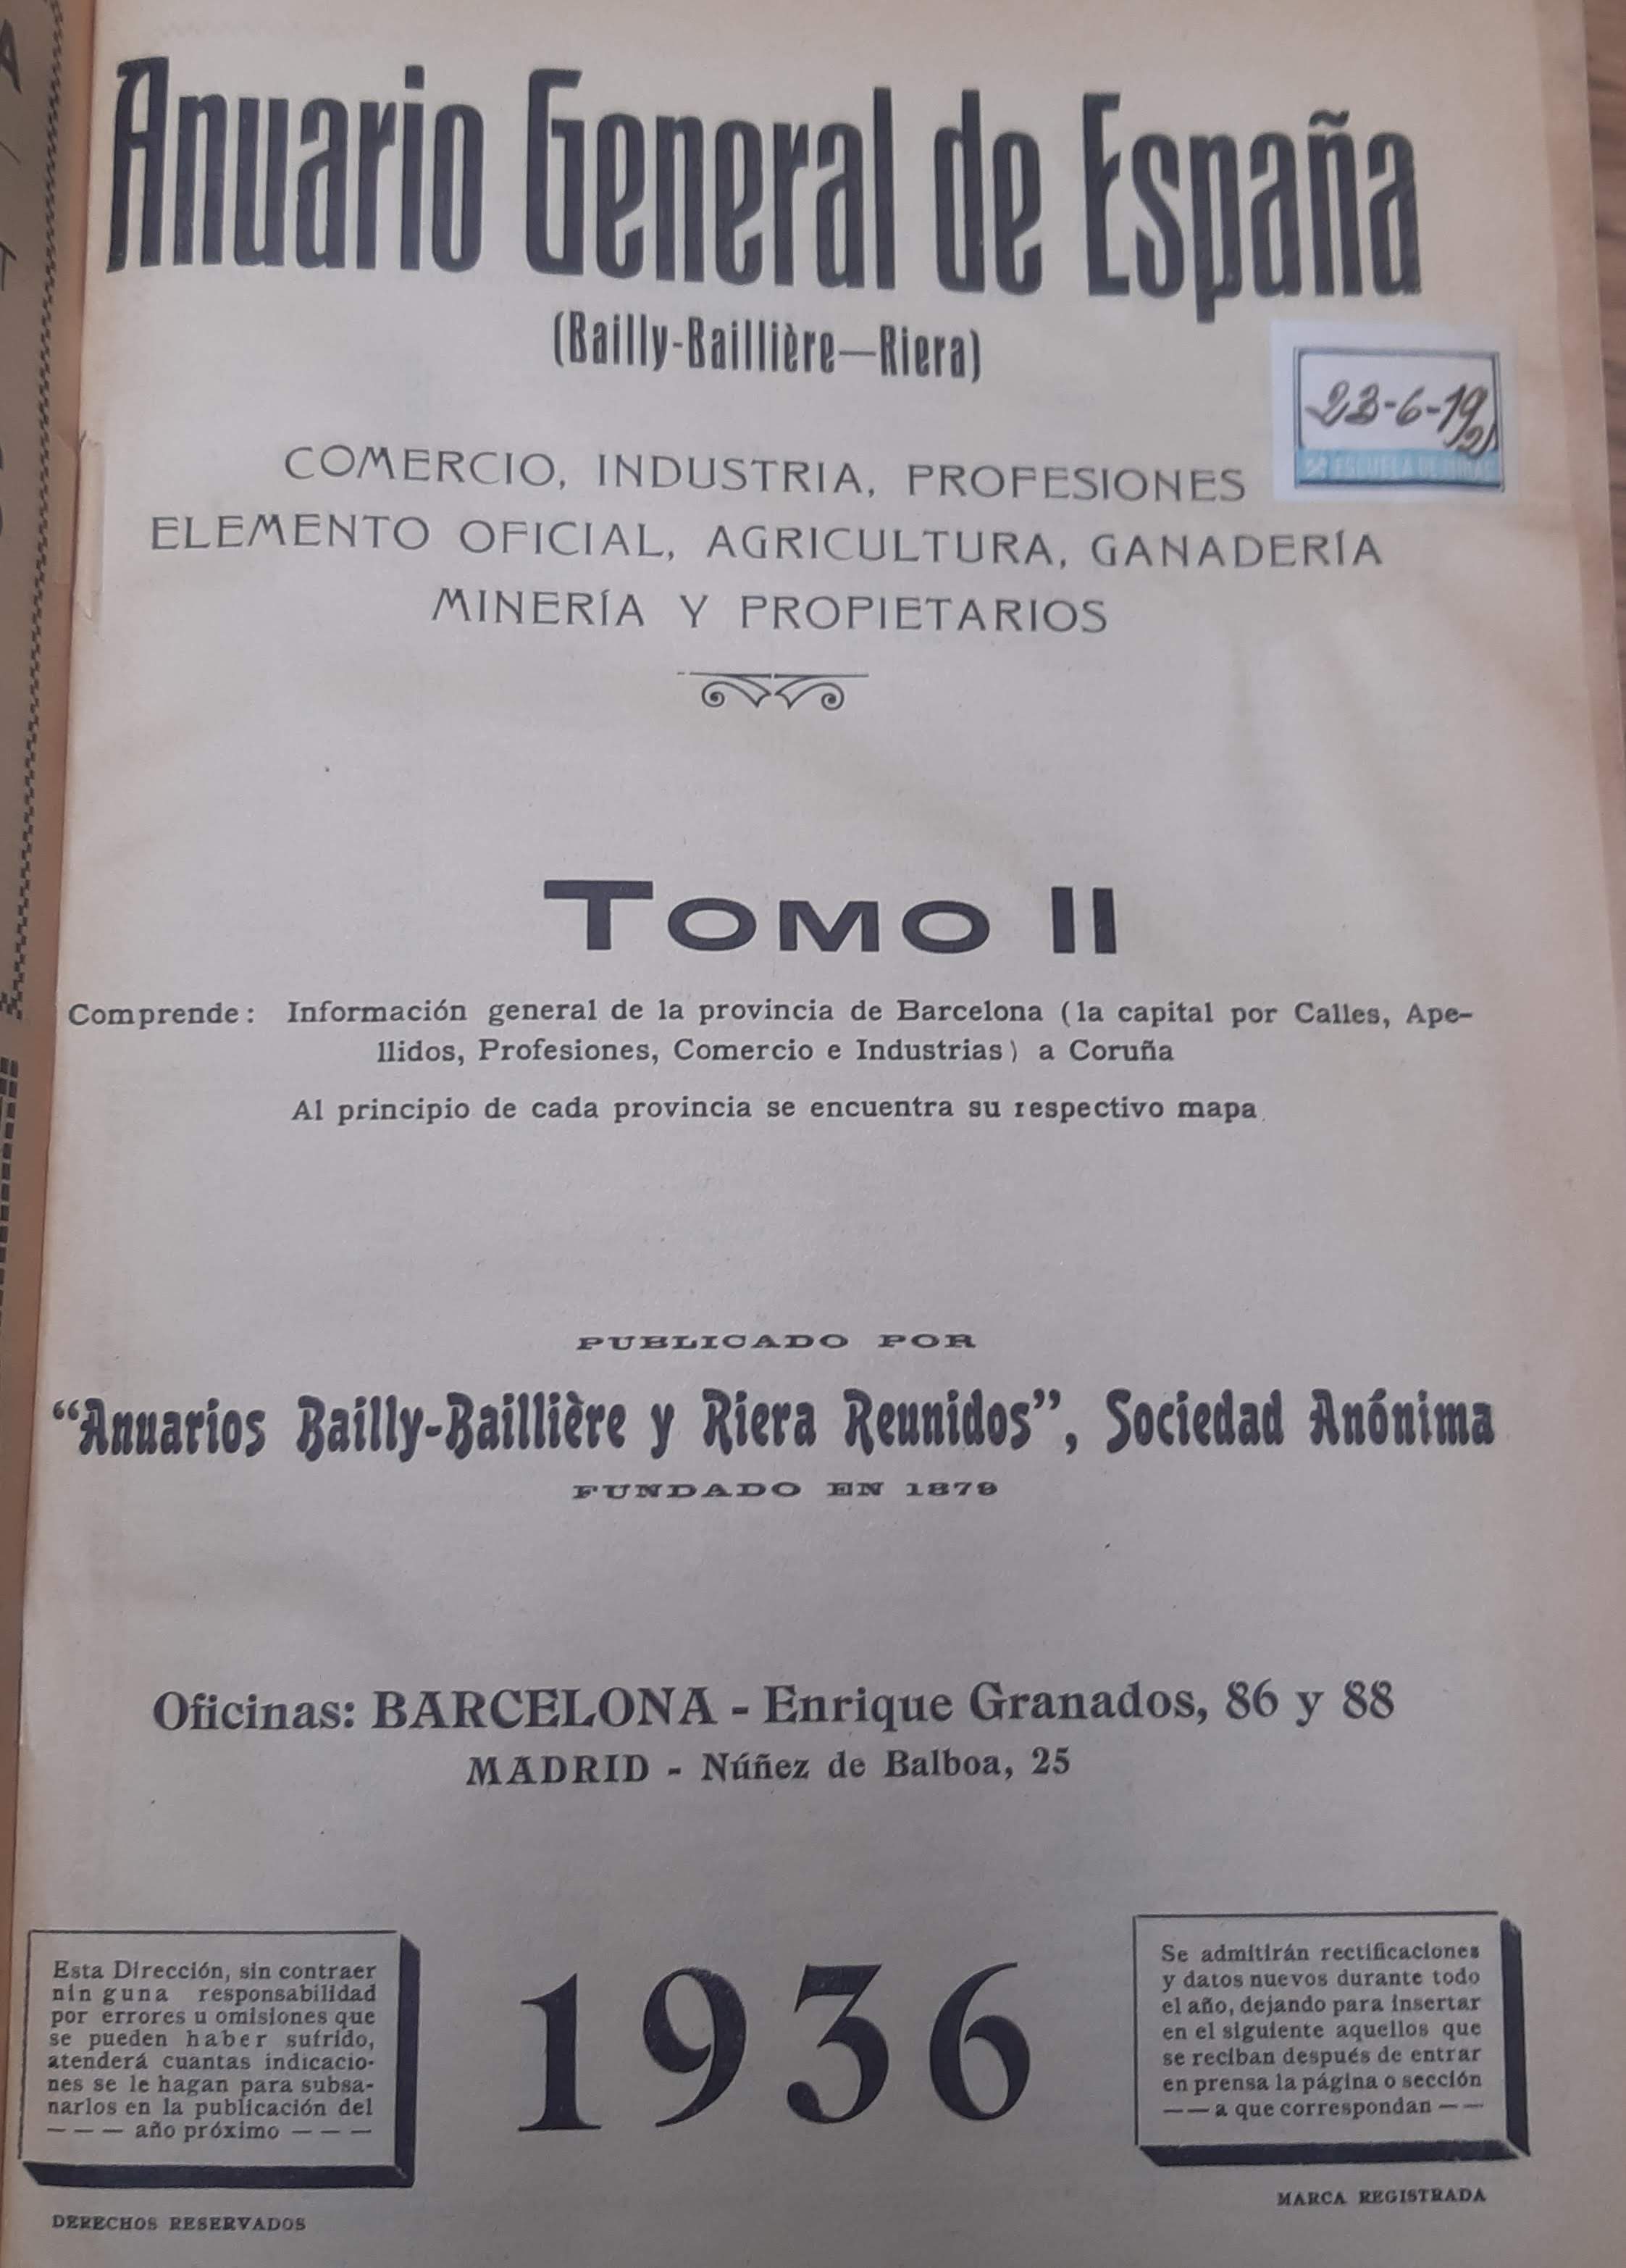 Anuario General de España
(Bailly-Baillière—Riera)
23-6-19
ESCUELA DE MINAS
COMERCIO, INDUSTRIA, PROFESIONES
ELEMENTO OFICIAL, AGRICULTURA, GANADERÍA
MINERÍA Y PROPIETARIOS
TOMO II
Comprende: Información general de la provincia de Barcelona (la capital por Calles, Ape-
llidos, Profesiones, Comercio e Industrias) a Coruña
Al principio de cada provincia se encuentra su respectivo mapa.
PUBLICADO POR
“Anuarios Bailly-Baillière y Riera Reunidos”, Sociedad Anónima
FUNDADO EN 1879
Oficinas: BARCELONA - Enrique Granados, 86 y 88
MADRID - Núñez de Balboa, 25
Esta Dirección, sin contraer
ninguna responsabilidad
por errores u omisiones que
se pueden haber sufrido,
atenderá cuantas indicacio-
nes se le hagan para subsa-
narlos en la publicación del
— — — año próximo — — —
1936
Se admitirán rectificaciones
y datos nuevos durante todo
el año, dejando para insertar
en el siguiente aquellos que
se reciban después de entrar
en prensa la página o sección
— — a que correspondan — —
DERECHOS RESERVADOS
MARCA REGISTRADA